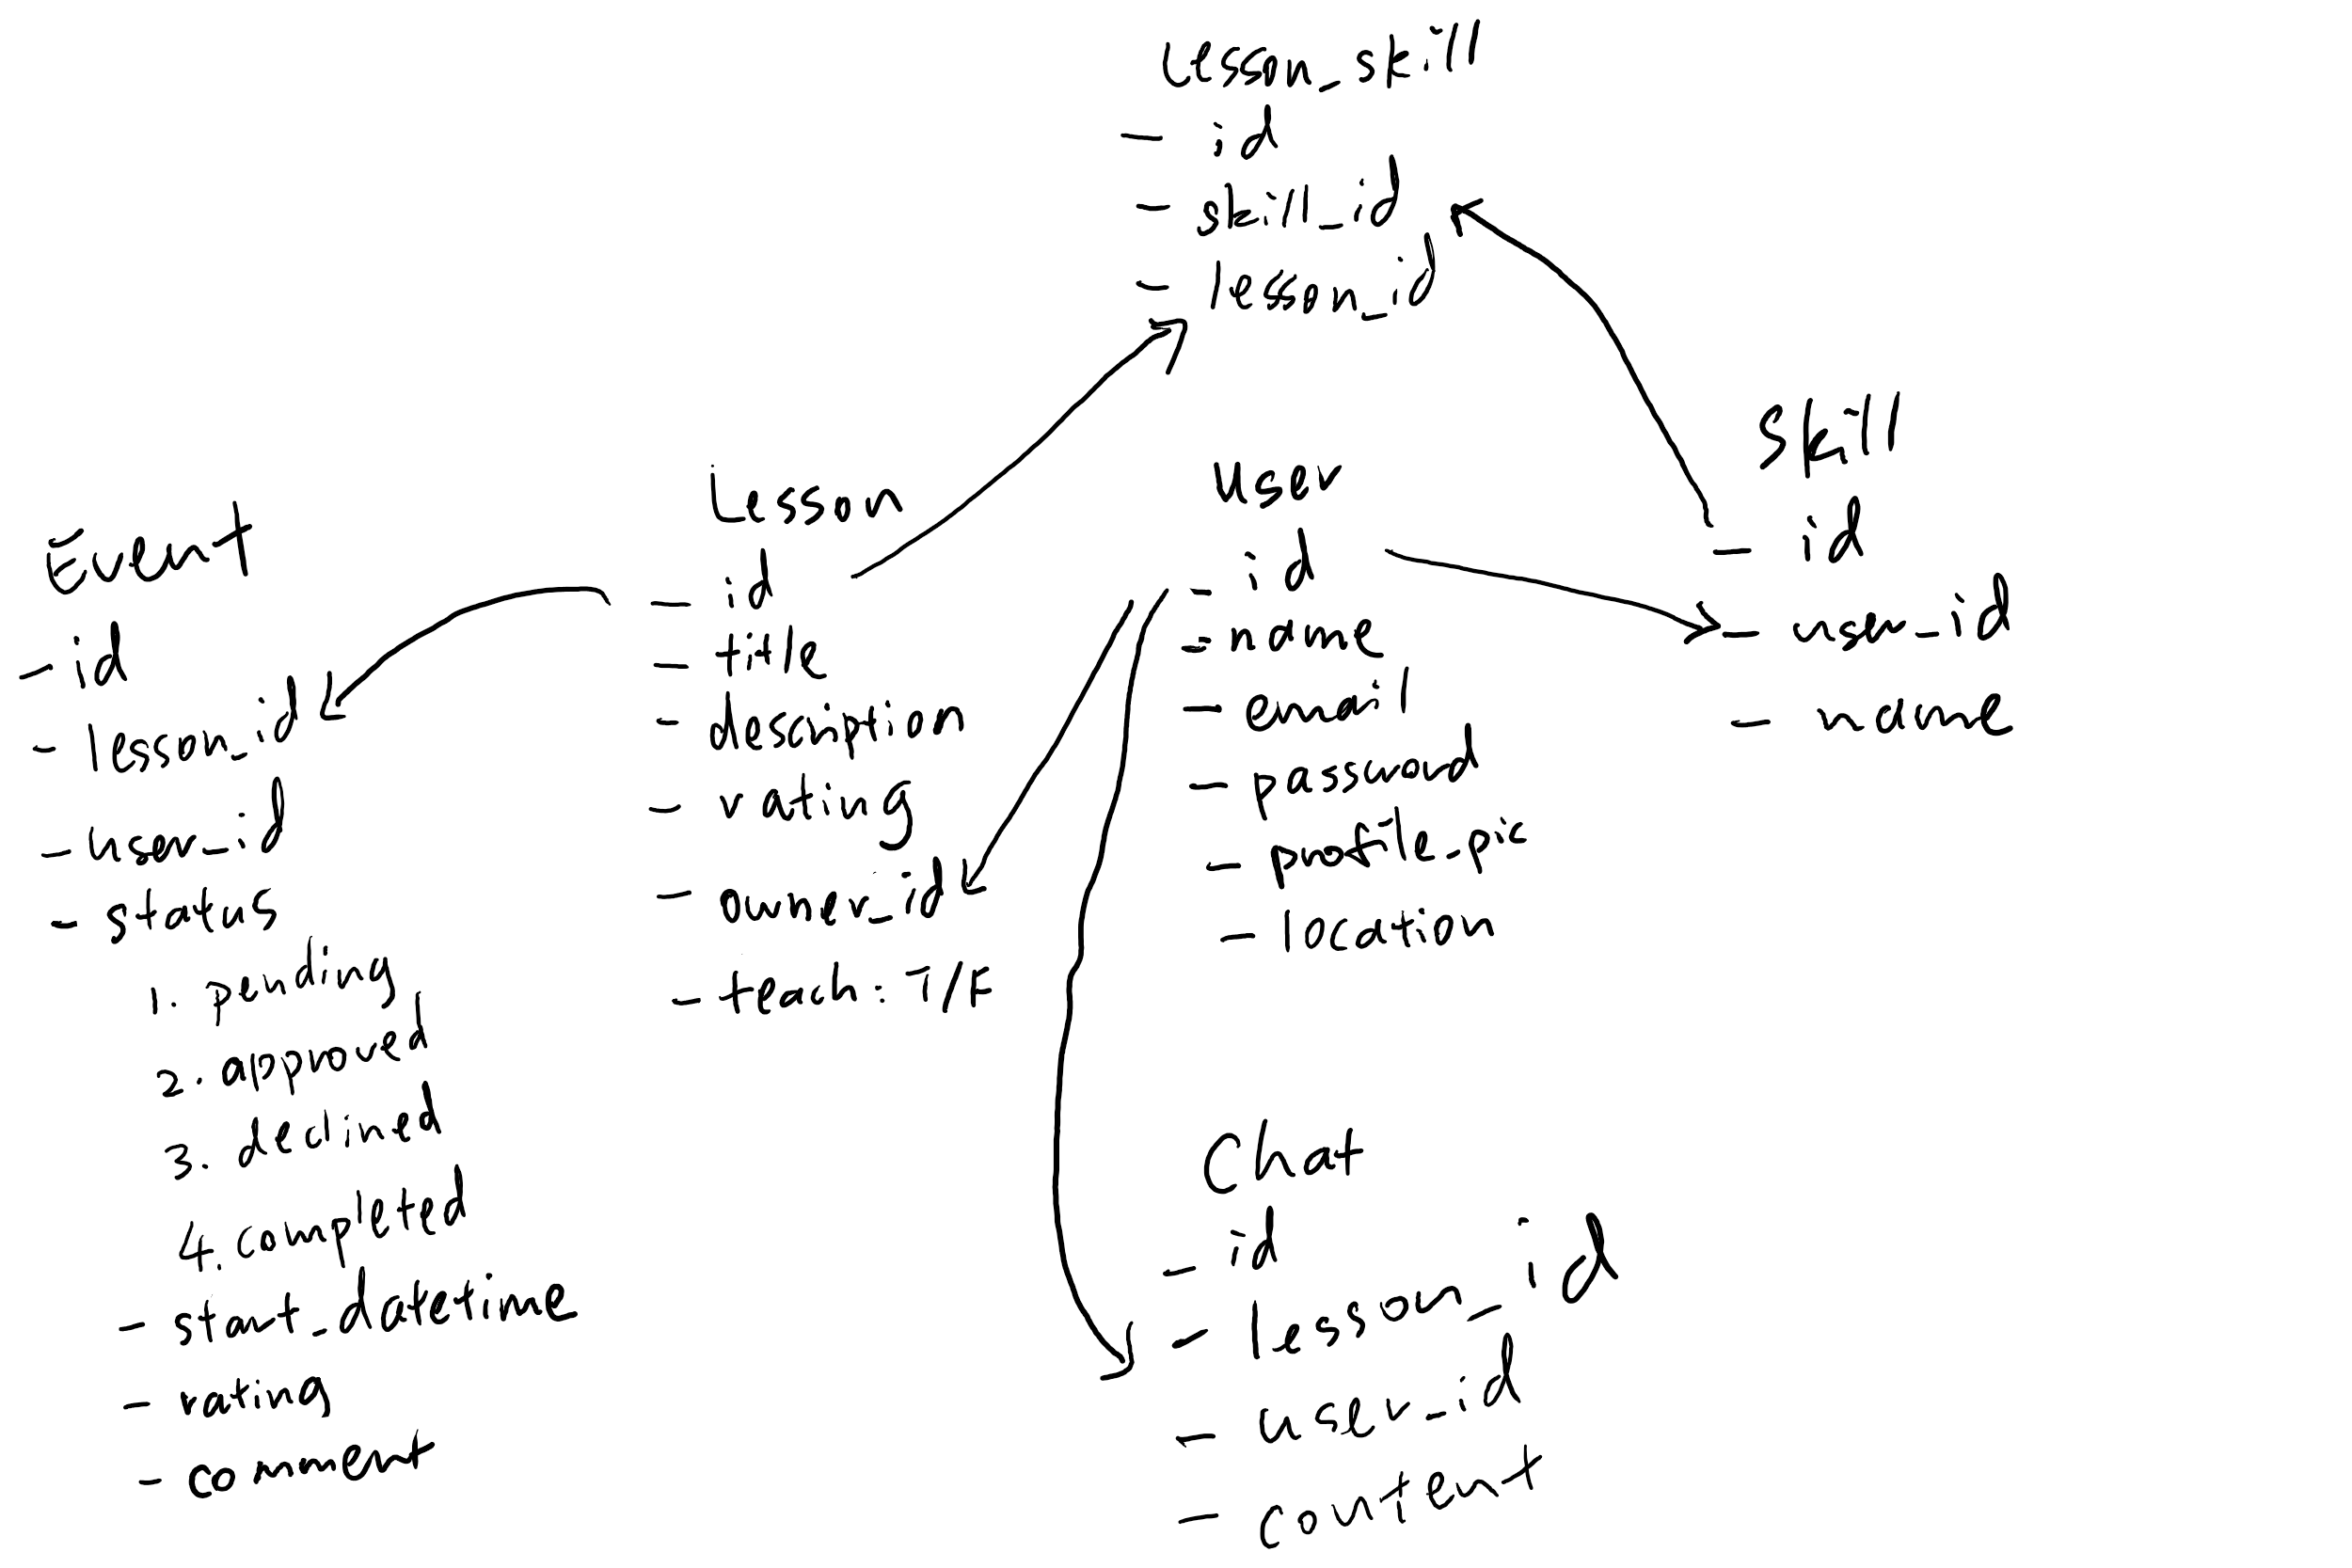 Lesson_skill
- id
- skill_id
- lesson_id
Event
- id
- lesson_id
- user_id
- status
1. pending
2. approved
3. declined
4. completed
- start_datetime
- rating
- comment
Lesson
- id
- title
- description
- rating
- owner_id
- teach: T/F
User
- id
- name
- email
- password
- profile_pic
- location
Skill
- id
- user_id
- name
Chat
- id
- lesson_id
- user_id
- content